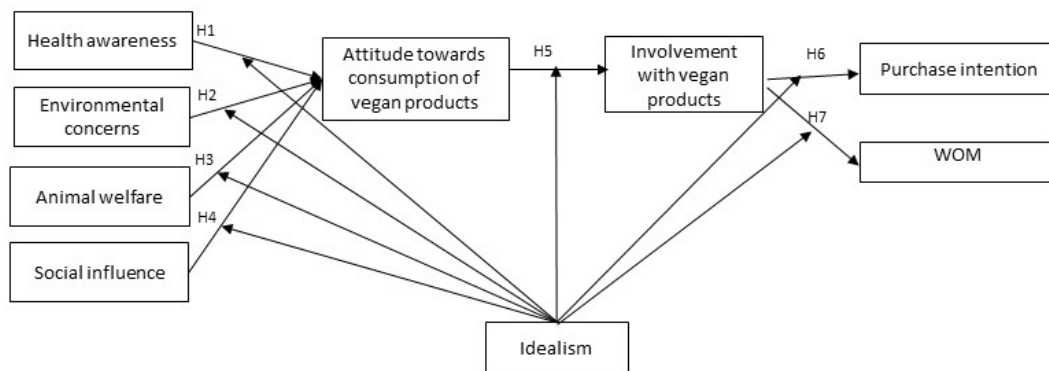 Health awareness
H1
Attitude towards
consumption of
vegan products
H5
Involvement
with vegan
products
H6
Purchase intention
Environmental
concerns
H2
H7
WOM
Animal welfare
H3
H4
Social influence
Idealism